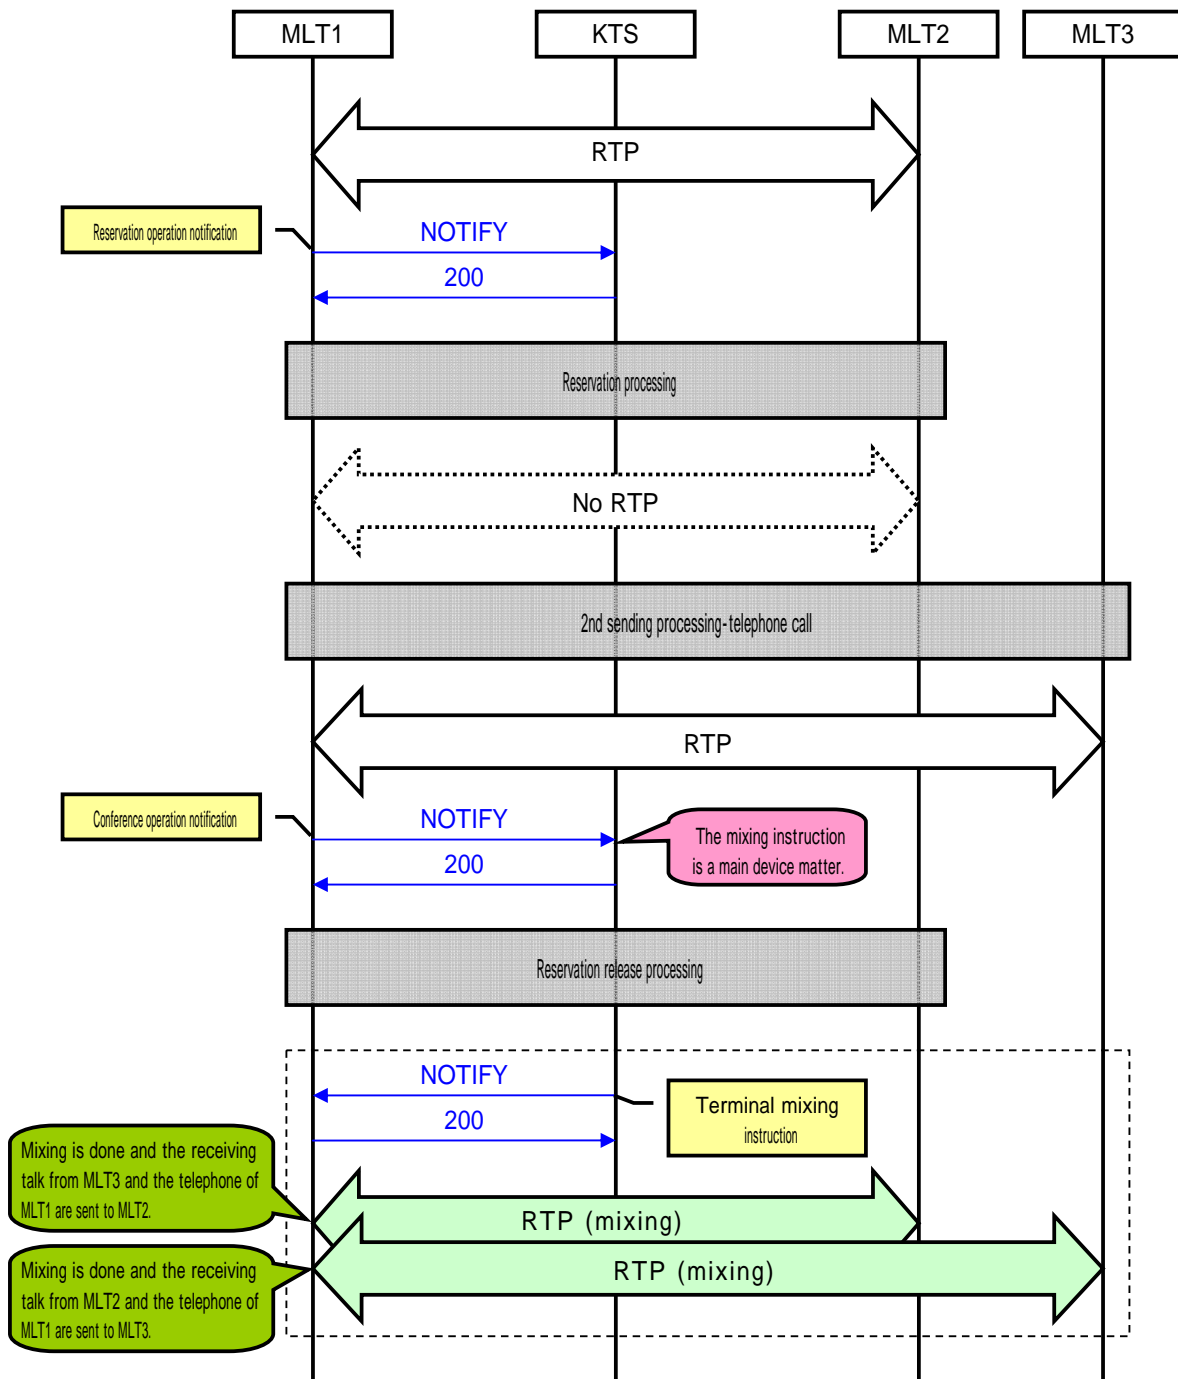 MLT1
KTS
MLT2
MLT3
RTP
Reservation operation notification
NOTIFY
200
Reservation processing
No RTP
2nd sending processing-telephone call
RTP
Conference operation notification
NOTIFY
The mixing instruction
is a main device matter.
200
Reservation release processing
NOTIFY
Terminal mixing
instruction
200
Mixing is done and the receiving
talk from MLT3 and the telephone of
MLT1 are sent to MLT2.
RTP (mixing)
Mixing is done and the receiving
talk from MLT2 and the telephone of
MLT1 are sent to MLT3.
RTP (mixing)